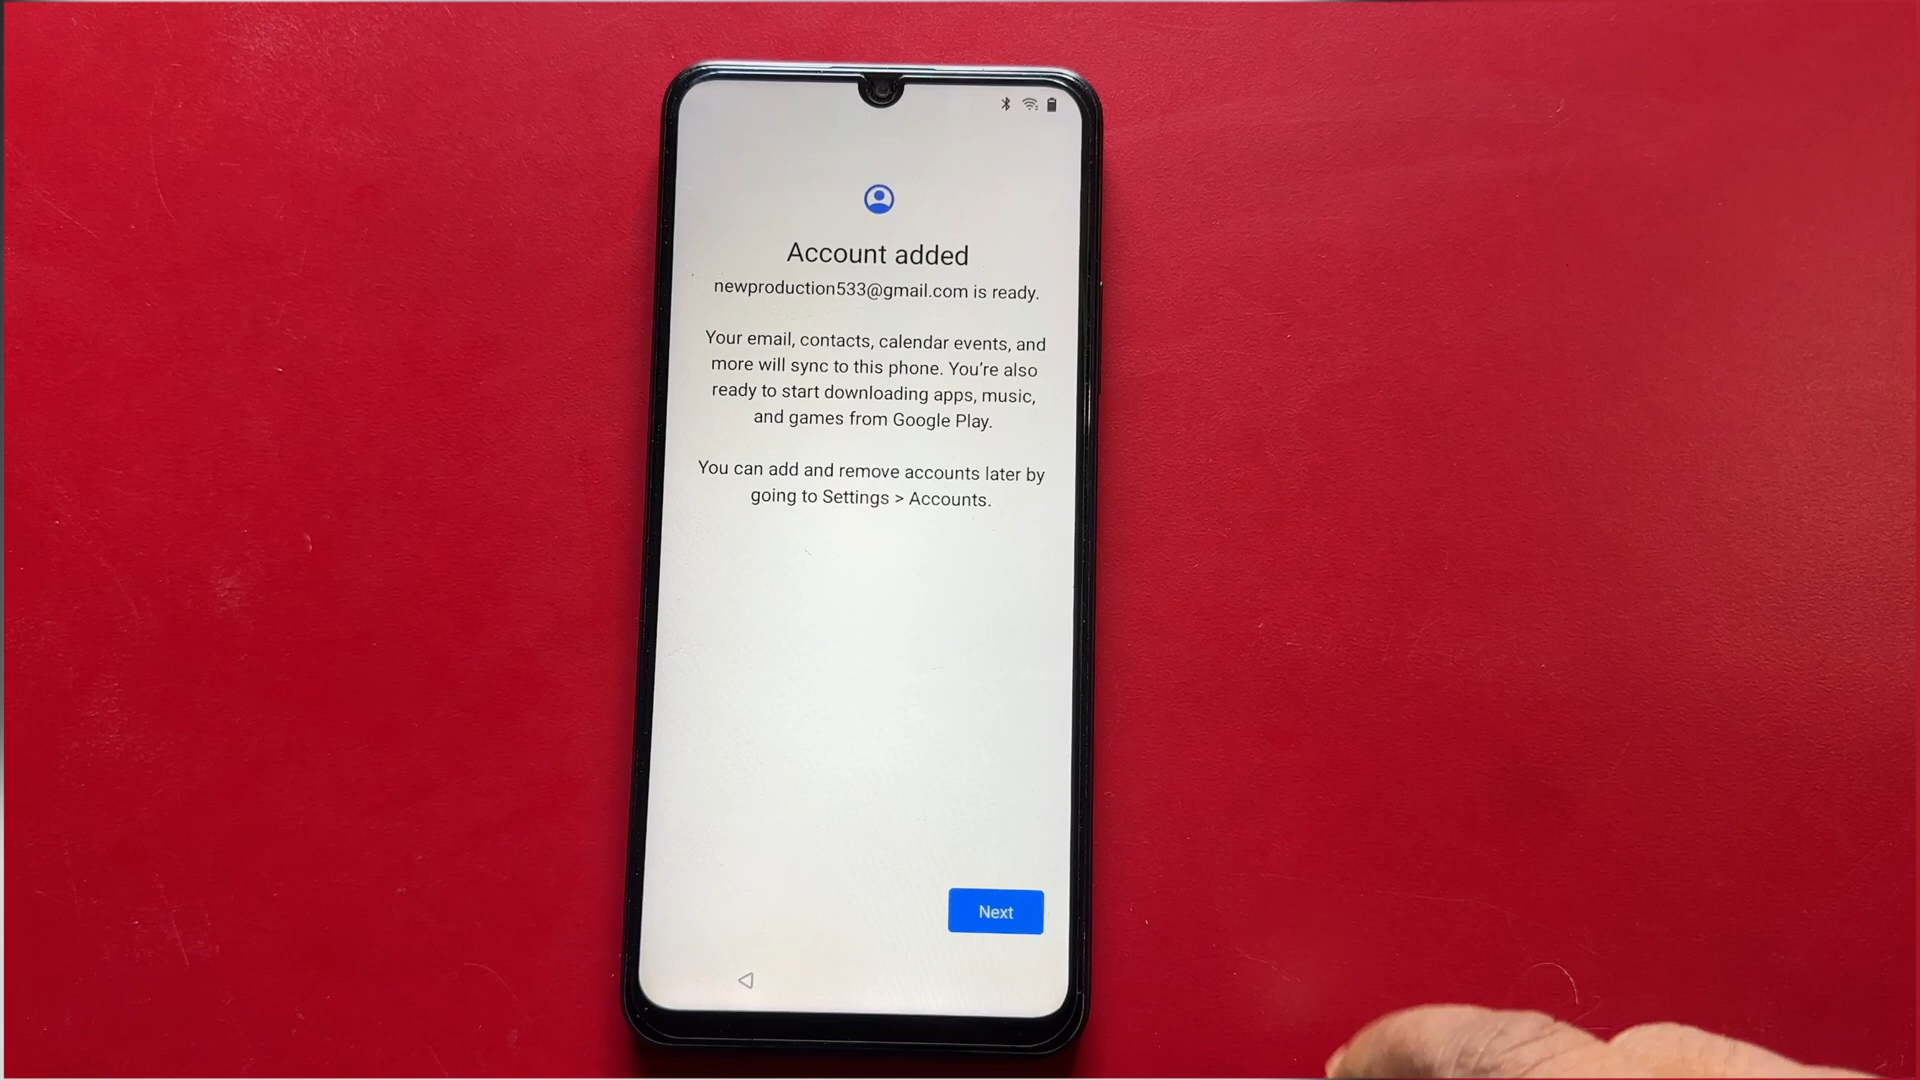 Account added
newproduction533@gmail.com is ready.
Your email, contacts, calendar events, and
more will sync to this phone. You're also
ready to start downloading apps, music,
and games from Google Play.
You can add and remove accounts later by
going to Settings > Accounts.
Next